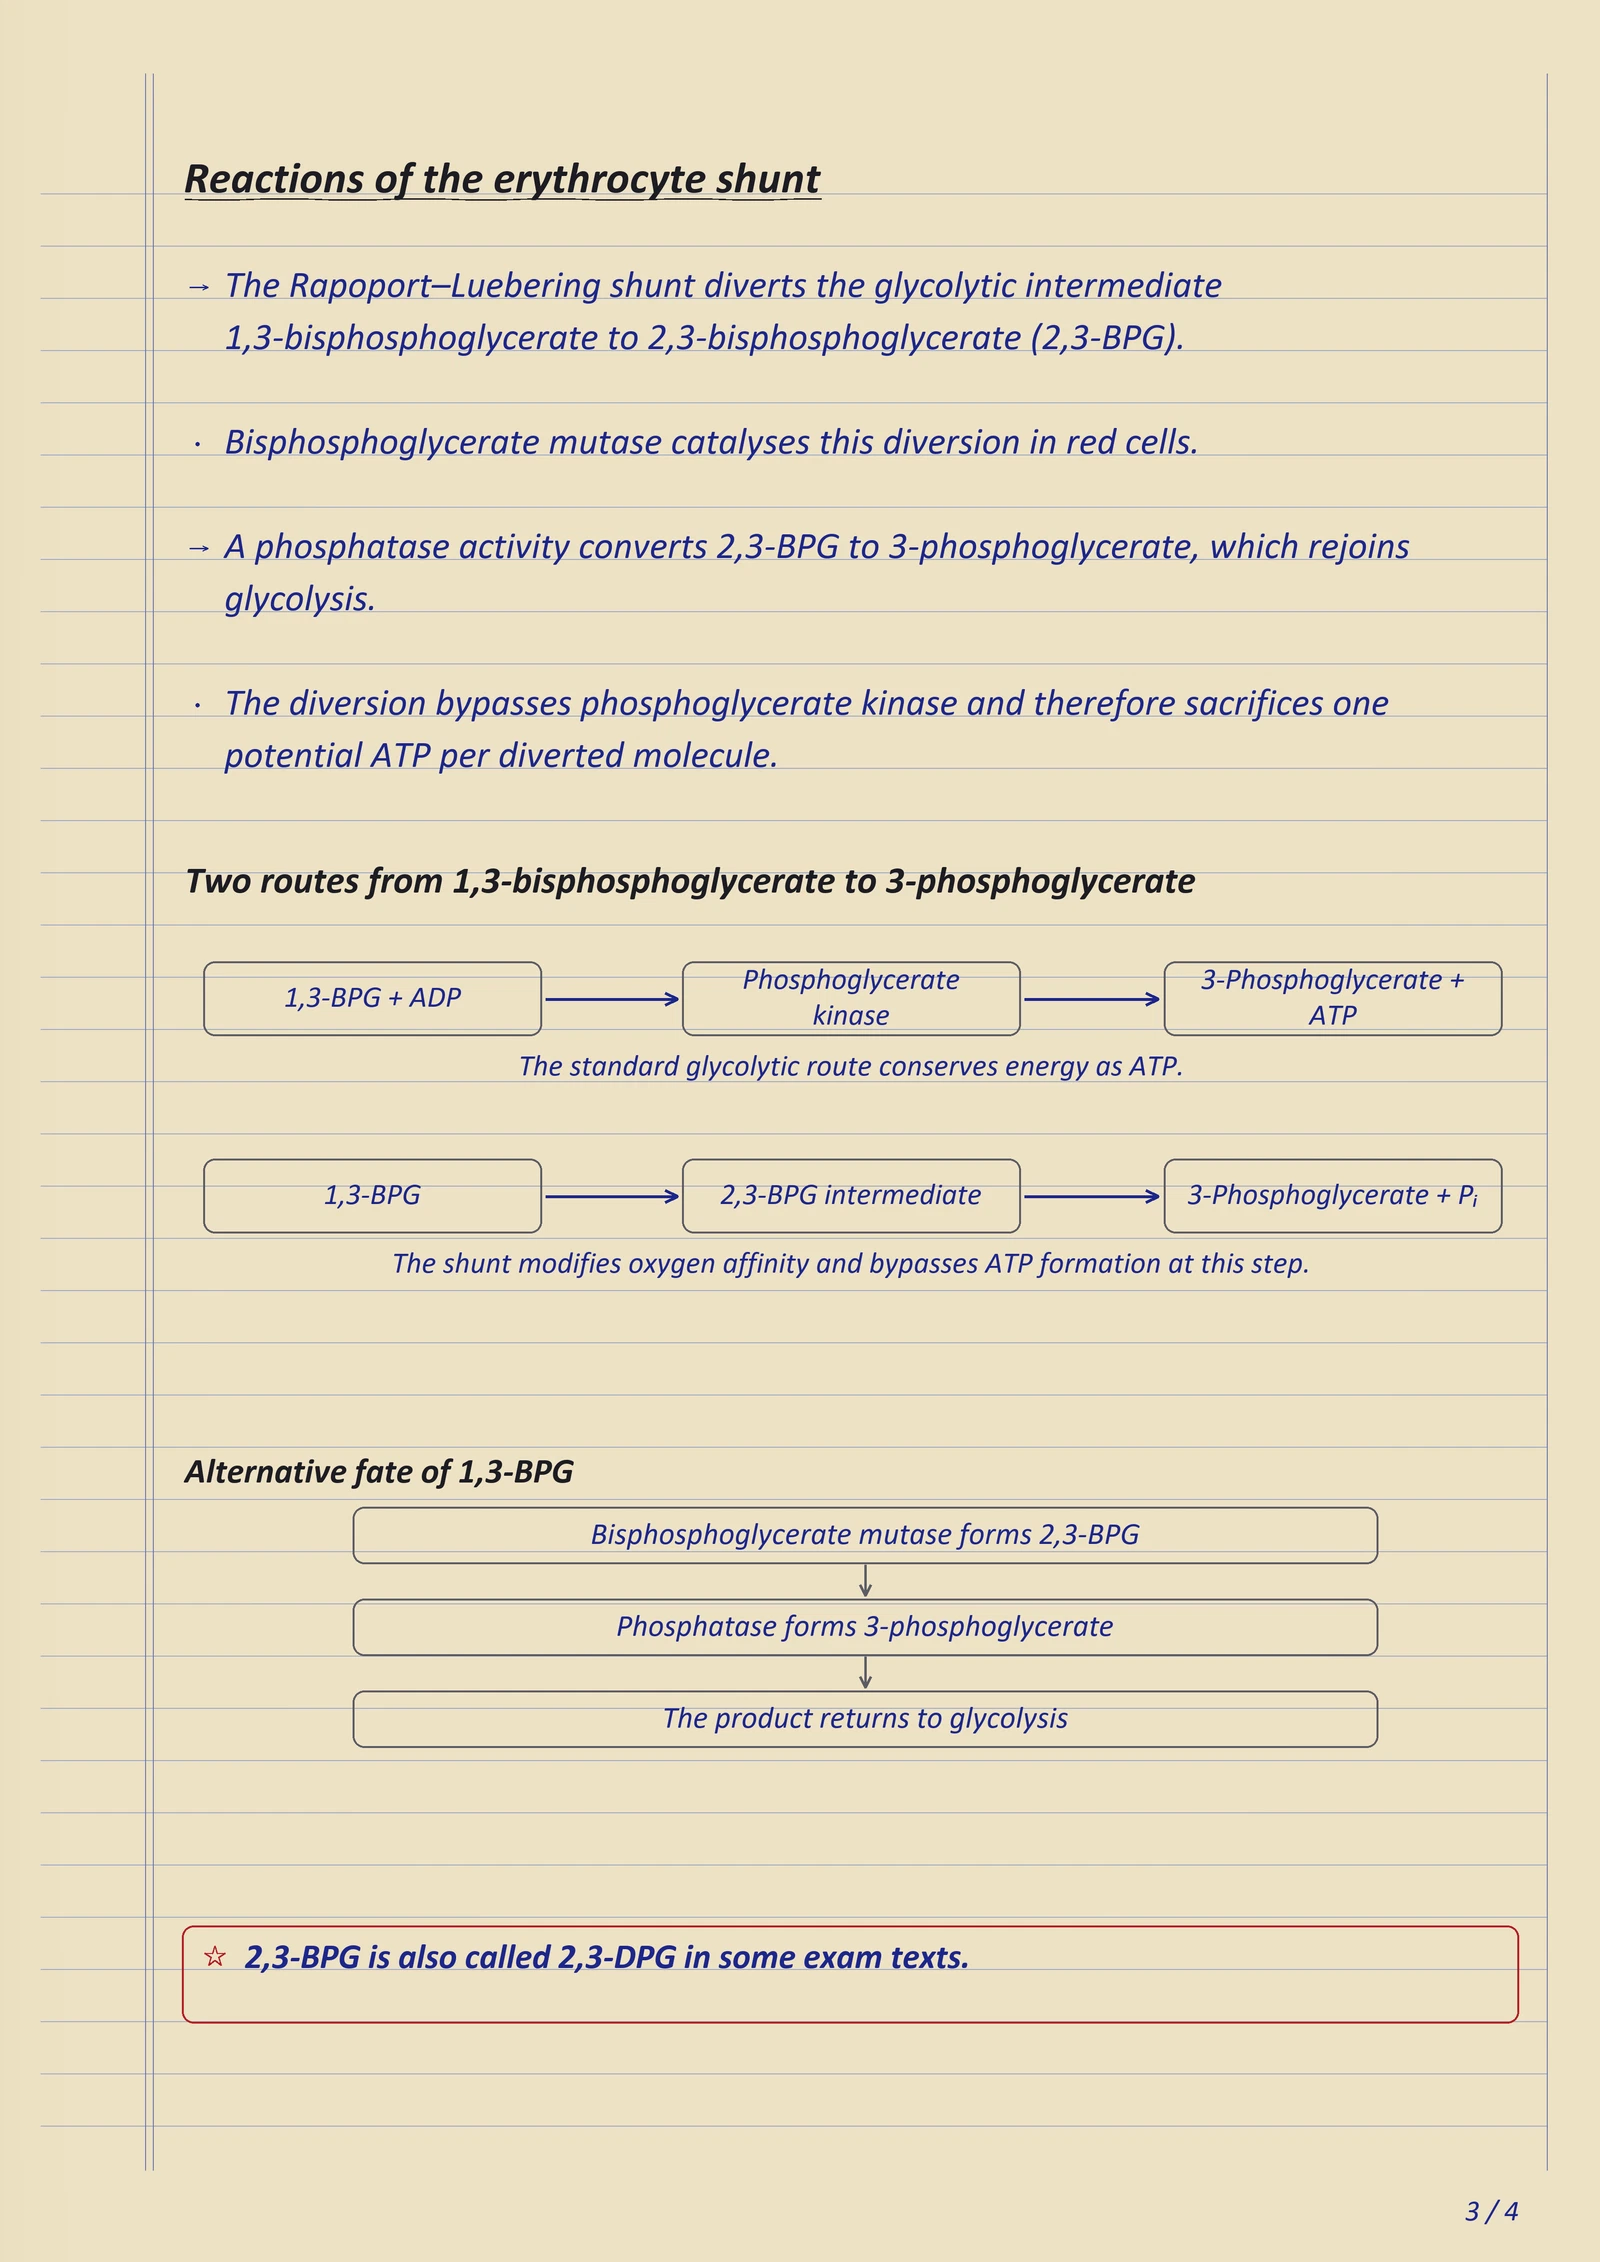 Reactions of the erythrocyte shunt
→ The Rapoport–Luebering shunt diverts the glycolytic intermediate
1,3-bisphosphoglycerate to 2,3-bisphosphoglycerate (2,3-BPG).
· Bisphosphoglycerate mutase catalyses this diversion in red cells.
→ A phosphatase activity converts 2,3-BPG to 3-phosphoglycerate, which rejoins
glycolysis.
· The diversion bypasses phosphoglycerate kinase and therefore sacrifices one
potential ATP per diverted molecule.
Two routes from 1,3-bisphosphoglycerate to 3-phosphoglycerate
1,3-BPG + ADP
Phosphoglycerate
kinase
3-Phosphoglycerate +
ATP
The standard glycolytic route conserves energy as ATP.
1,3-BPG
2,3-BPG intermediate
3-Phosphoglycerate + Pᵢ
The shunt modifies oxygen affinity and bypasses ATP formation at this step.
Alternative fate of 1,3-BPG
Bisphosphoglycerate mutase forms 2,3-BPG
Phosphatase forms 3-phosphoglycerate
The product returns to glycolysis
☆ 2,3-BPG is also called 2,3-DPG in some exam texts.
3 / 4